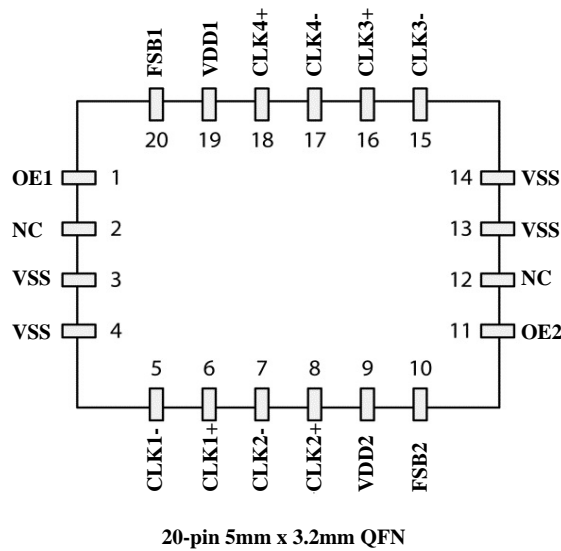 FSB1 VDD1 CLK4+ CLK4- CLK3+ CLK3-
20 19 18 17 16 15
OE1 1 14 VSS
NC 2 13 VSS
VSS 3 12 NC
VSS 4 11 OE2
5 6 7 8 9 10
CLK1- CLK1+ CLK2- CLK2+ VDD2 FSB2
20-pin 5mm x 3.2mm QFN